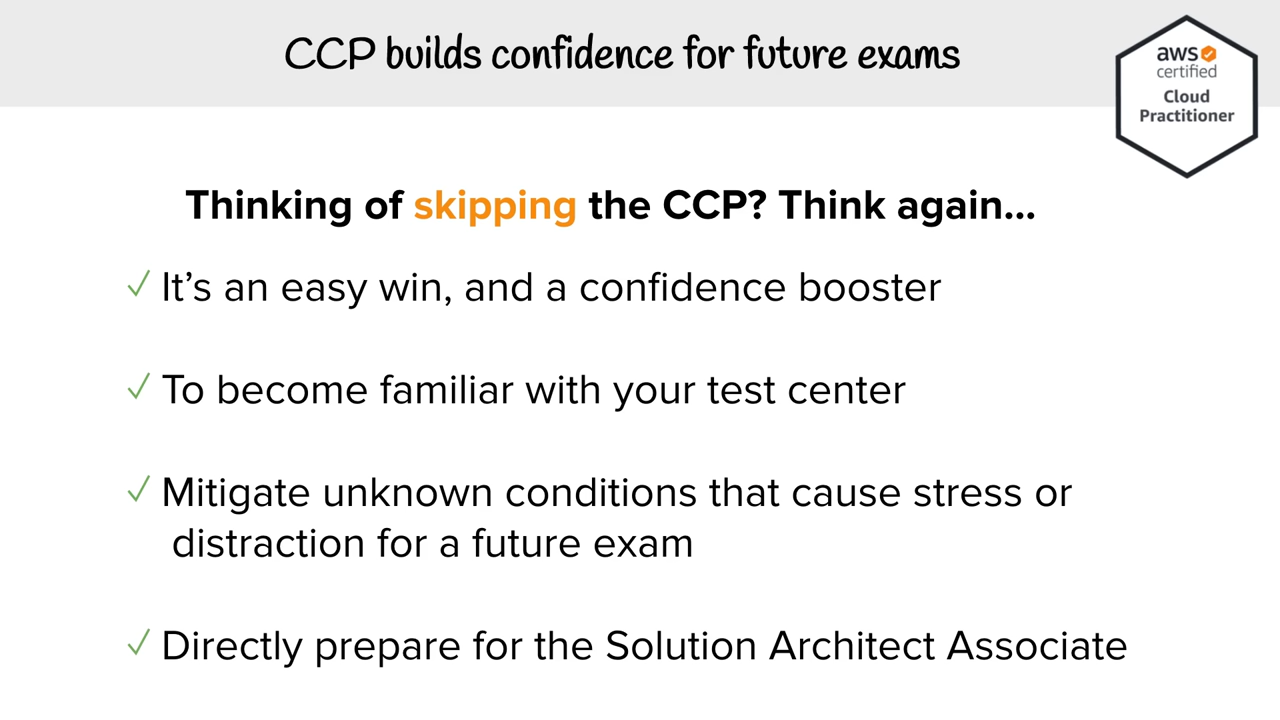 CCP builds confidence for future exams
aws
certified
Cloud
Practitioner
Thinking of skipping the CCP? Think again...
✓ It’s an easy win, and a confidence booster
✓ To become familiar with your test center
✓ Mitigate unknown conditions that cause stress or
distraction for a future exam
✓ Directly prepare for the Solution Architect Associate